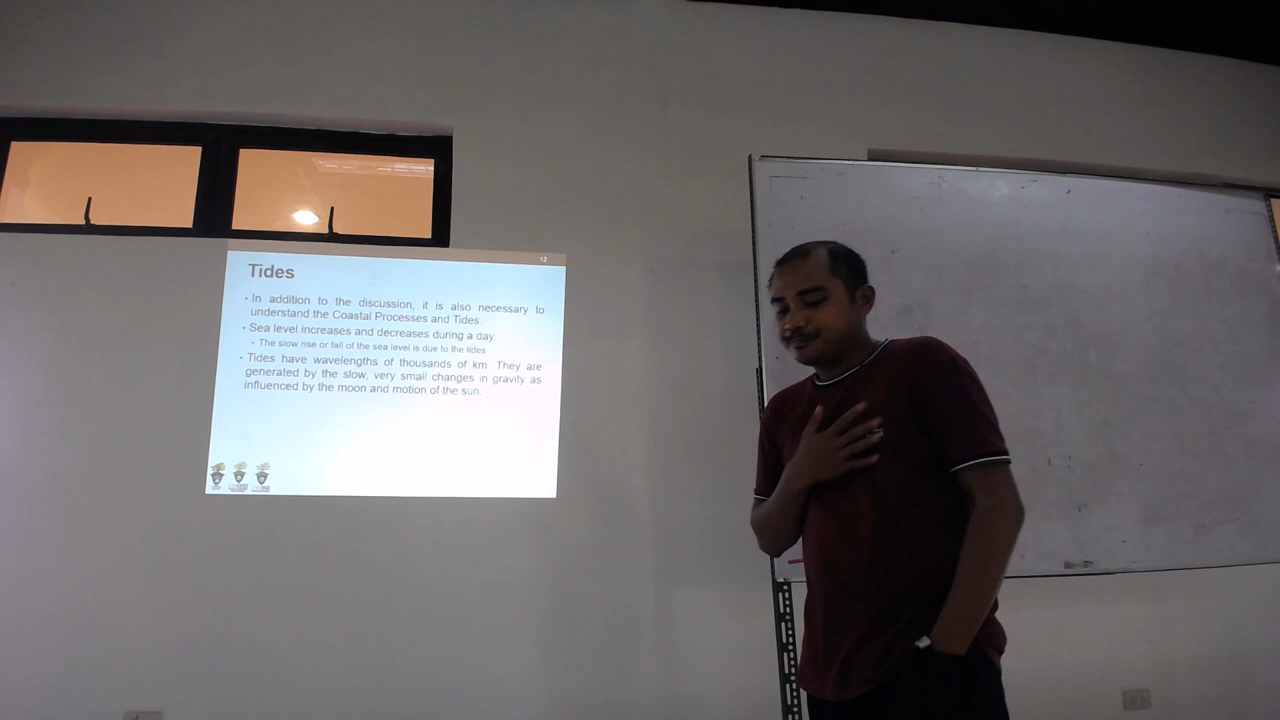 12
Tides
• In addition to the discussion, it is also necessary to
understand the Coastal Processes and Tides.
• Sea level increases and decreases during a day.
• The slow rise or fall of the sea level is due to the tides
• Tides have wavelengths of thousands of km. They are
generated by the slow, very small changes in gravity as
influenced by the moon and motion of the sun.